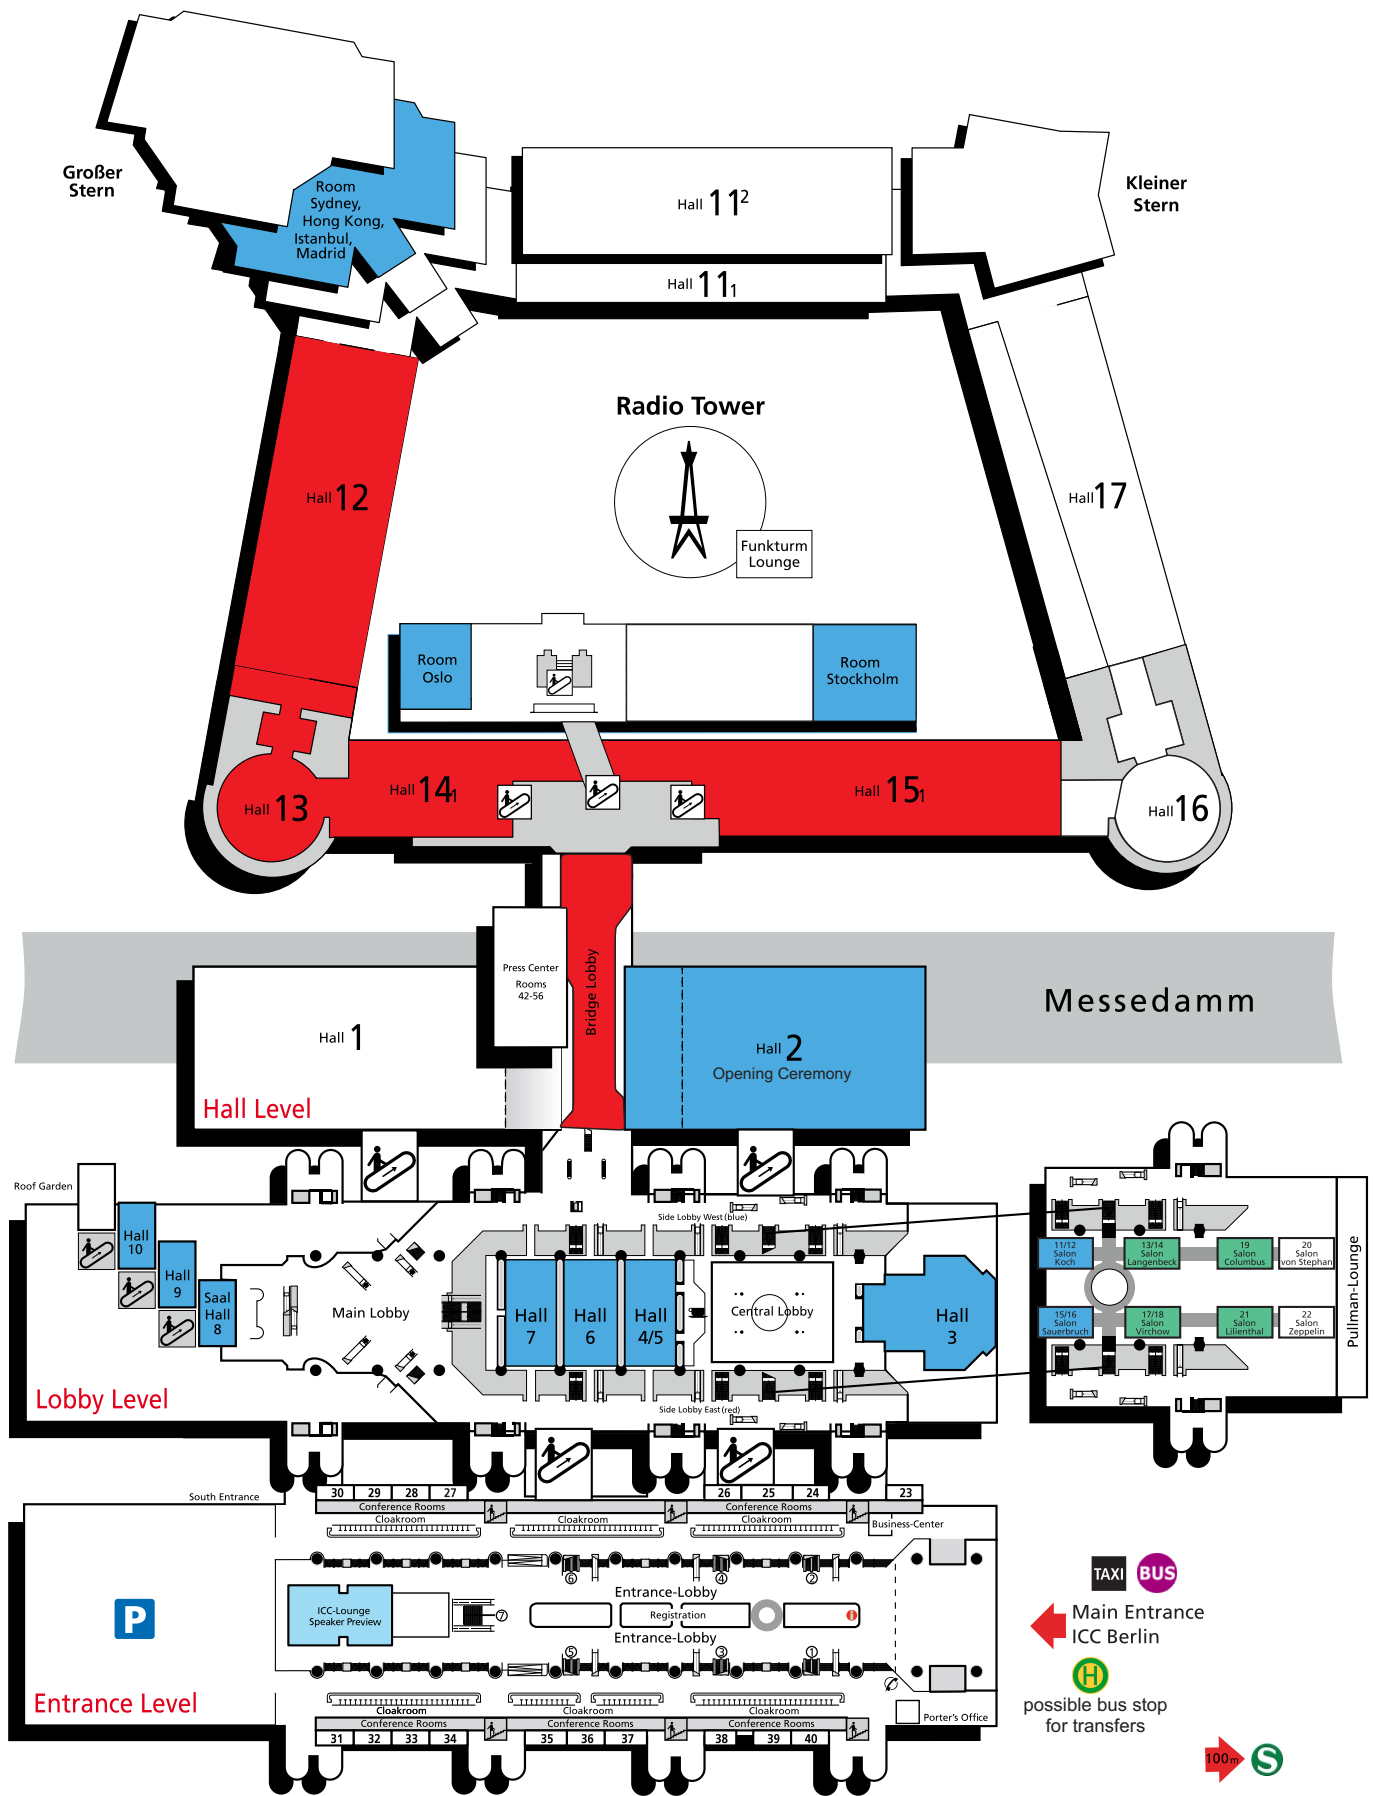 Großer
Stern
Room
Sydney,
Hong Kong,
Istanbul,
Madrid
Hall 11²
Hall 11₁
Kleiner
Stern
Radio Tower
Funkturm
Lounge
Hall 12
Hall 17
Room
Oslo
Room
Stockholm
Hall 13
Hall 14₁
Hall 15₁
Hall 16
Press Center
Rooms
42-56
Bridge Lobby
Messedamm
Hall 1
Hall 2
Opening Ceremony
Hall Level
Roof Garden
Hall
10
Hall
9
Saal
Hall
8
Main Lobby
Side Lobby West (blue)
Hall
7
Hall
6
Hall
4/5
Central Lobby
Hall
3
Side Lobby East (red)
Lobby Level
11/12
Salon
Koch
13/14
Salon
Langenbeck
19
Salon
Columbus
20
Salon
von Stephan
15/16
Salon
Sauerbruch
17/18
Salon
Virchow
21
Salon
Lilienthal
22
Salon
Zeppelin
Pullman-Lounge
South Entrance
30 29 28 27
26 25 24
23
Conference Rooms
Conference Rooms
Cloakroom
Cloakroom
Cloakroom
Business-Center
⑥
④
②
P
ICC-Lounge
Speaker Preview
⑦
Entrance-Lobby
Registration
i
Entrance-Lobby
⑤
③
①
Entrance Level
Cloakroom
Cloakroom
Cloakroom
Conference Rooms
Conference Rooms
Conference Rooms
31 32 33 34
35 36 37
38 39 40
Porter's Office
TAXI
BUS
Main Entrance
ICC Berlin
H
possible bus stop
for transfers
100 m
S